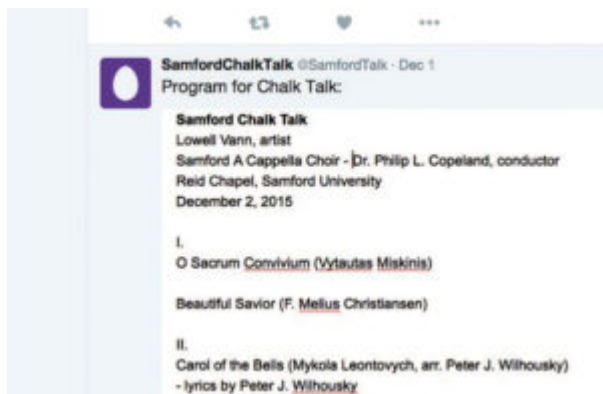 SamfordChalkTalk @SamfordTalk · Dec 1
Program for Chalk Talk:
Samford Chalk Talk
Lowell Vann, artist
Samford A Cappella Choir - Dr. Philip L. Copeland, conductor
Reid Chapel, Samford University
December 2, 2015
I.
O Sacrum Convivium (Vytautas Miskinis)
Beautiful Savior (F. Melius Christiansen)
II.
Carol of the Bells (Mykola Leontovych, arr. Peter J. Wilhousky)
- lyrics by Peter J. Wilhousky